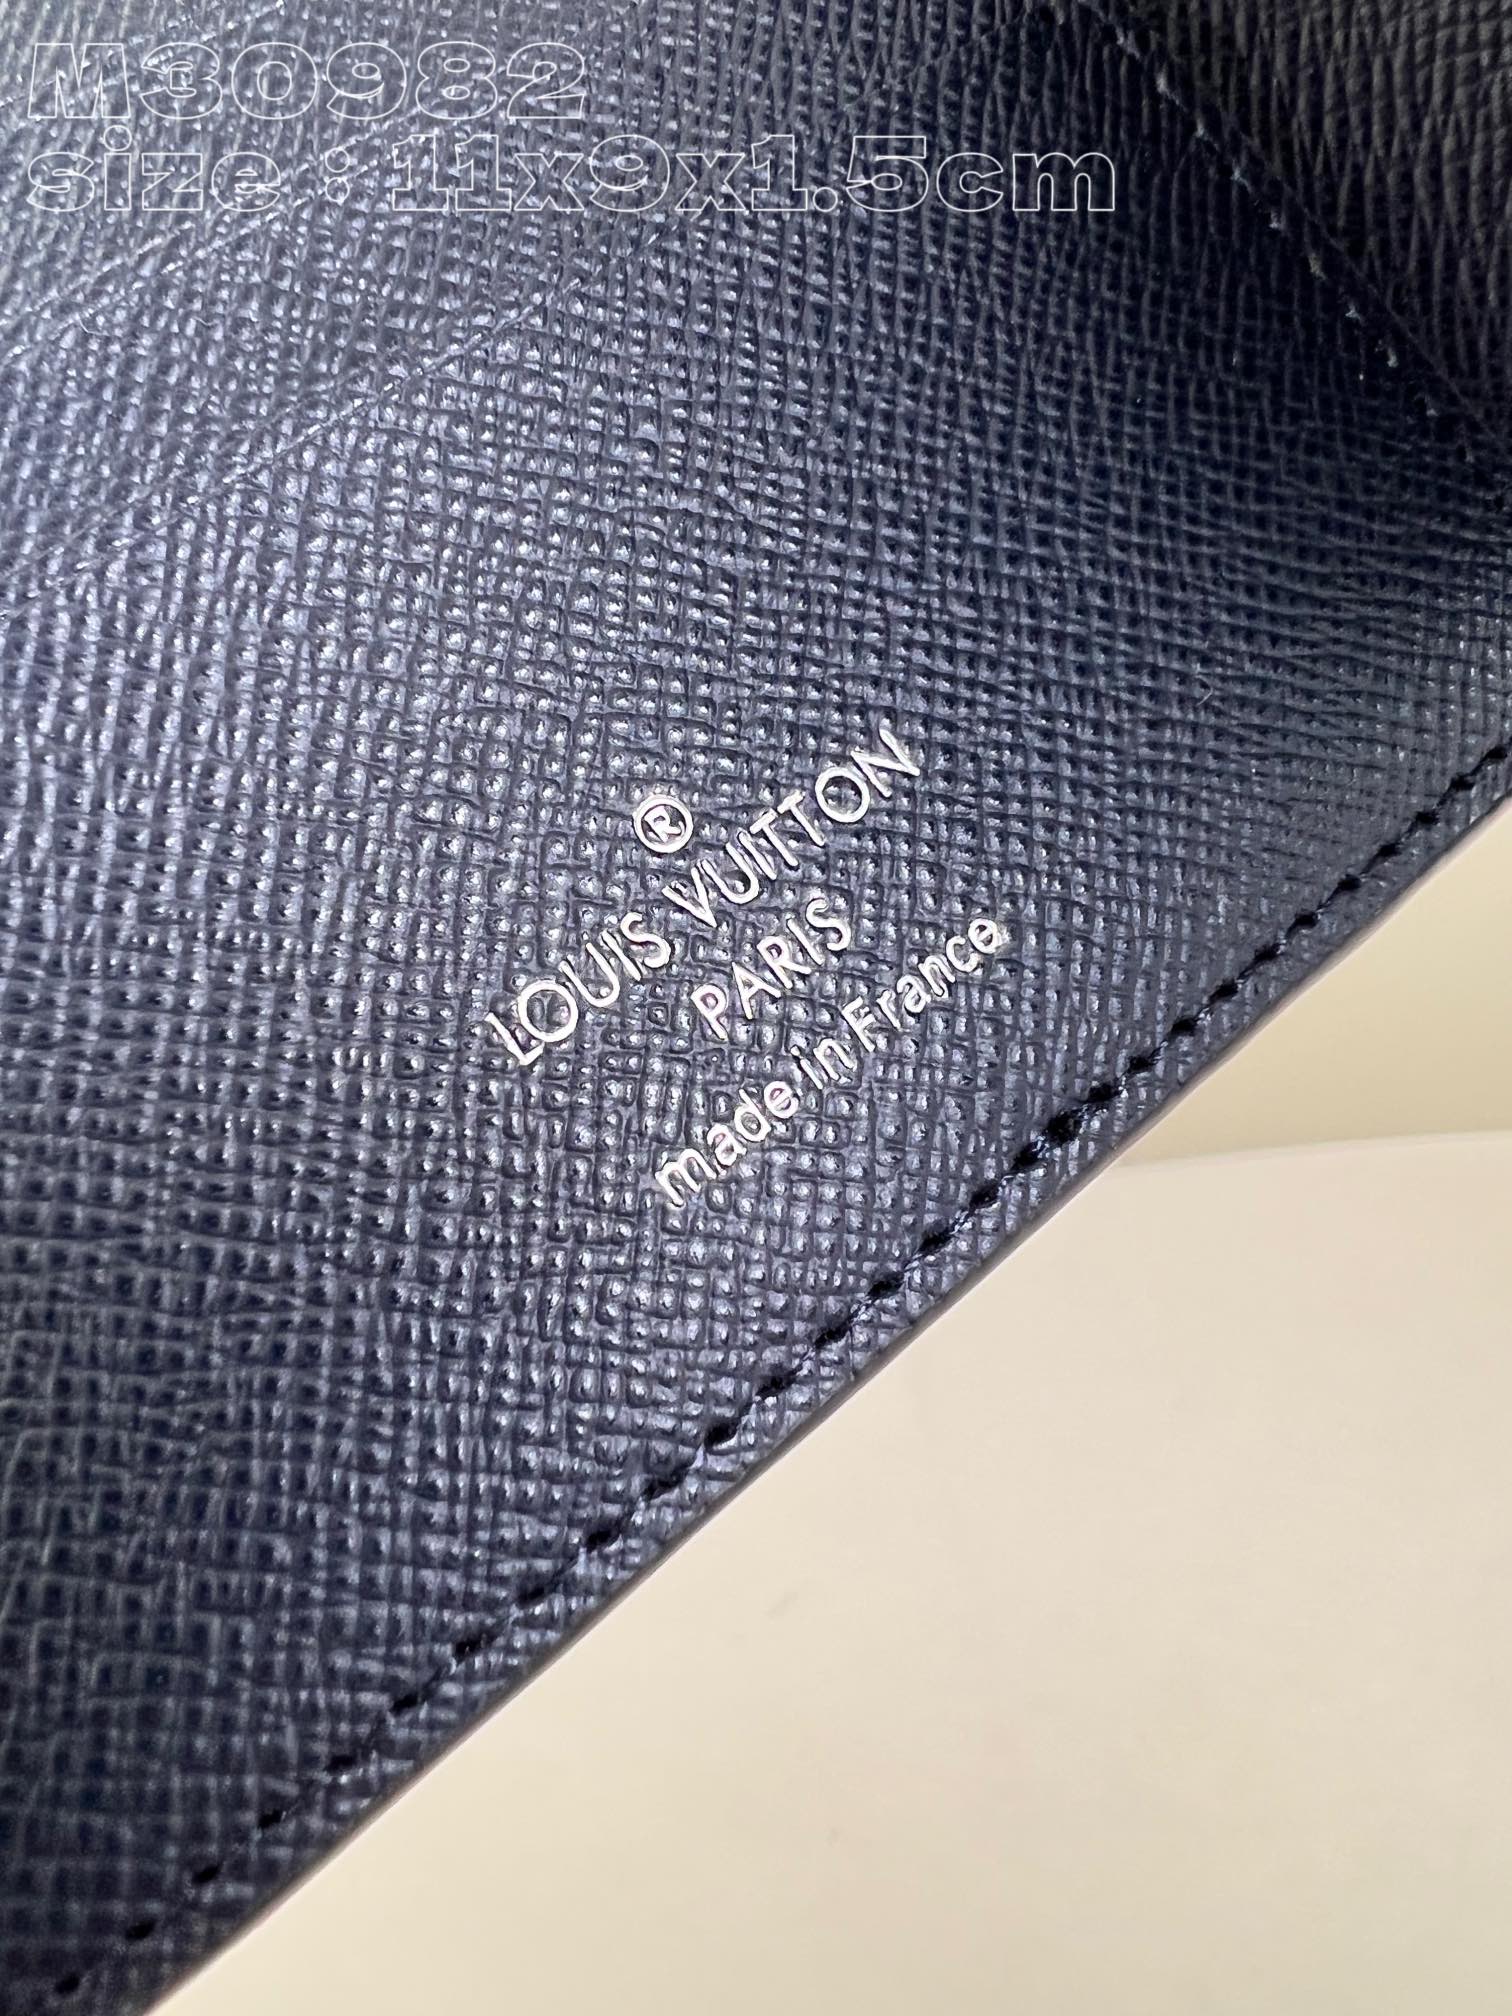 M30982
size : 11x9x1.5cm
®
LOUIS VUITTON
PARIS
made in France